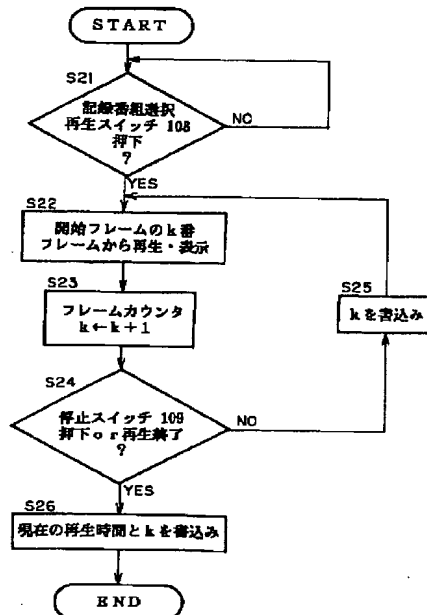 START
S21
記録番組選択
再生スイッチ 108
押下
?
NO
YES
S22
開始フレームのk番
フレームから再生・表示
S23
フレームカウンタ
k←k+1
S25
kを書込み
S24
停止スイッチ 109
押下or再生終了
?
NO
YES
S26
現在の再生時間とkを書込み
END